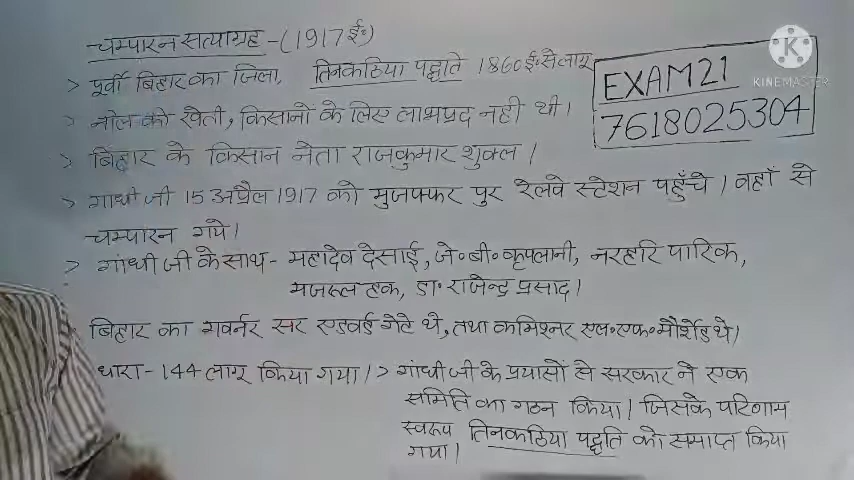 चम्पारन सत्याग्रह - (1917 ई॰)
> पूर्वी बिहार का जिला, तिनकठिया पद्धति 1860 ई॰ से लागू
> नील की खेती, किसानों के लिए लाभप्रद नही थी।
> बिहार के किसान नेता राजकुमार शुक्ल।
> गाधी जी 15 अप्रैल 1917 को मुजफ्फर पुर रेलवे स्टेशन पहुँचे। वहाँ से
चम्पारन गये।
> गांधी जी के साथ - महादेव देसाई, जे॰ बी॰ कृपलानी, नरहरि पारिक,
मजरूल हक, डा॰ राजेन्द्र प्रसाद।
बिहार का गवर्नर सर एडवर्ड गेटे थे, तथा कमिश्नर एल॰ एफ॰ मौर्शेड थे।
धारा - 144 लागू किया गया। > गांधी जी के प्रयासों से सरकार ने एक
समिति का गठन किया। जिसके परिणाम
स्वरूप तिनकठिया पद्धति को समाप्त किया
गया।
EXAM21
7618025304
K
KINEMASTER